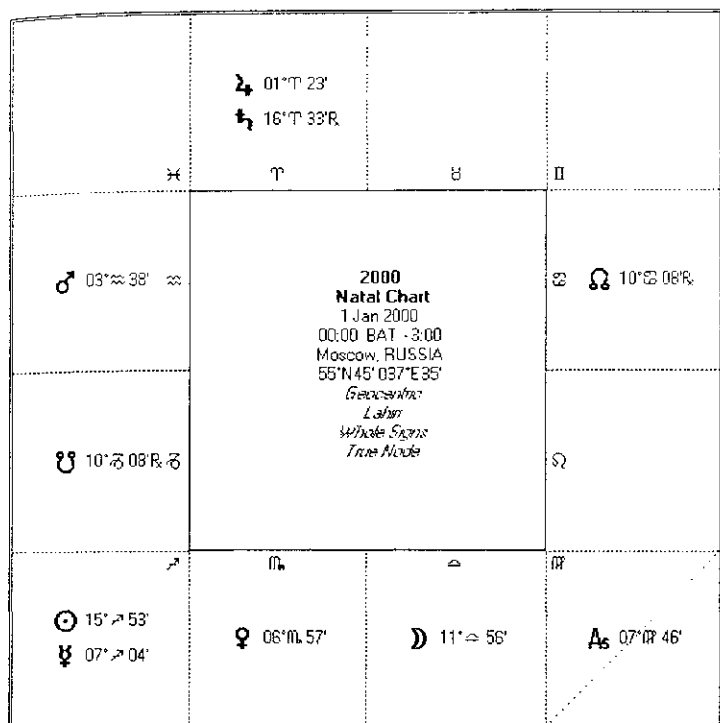 ♃ 01°♈ 23'
♄ 16°♈ 33'℞
♓ ♈ ♉ ♊
♂ 03°♒ 38' ♒
2000
Natal Chart
1 Jan 2000
00:00 BAT -3:00
Moscow, RUSSIA
55°N45' 037°E35'
Geocentric
Lahiri
Whole Signs
True Node
♋ ☊ 10°♋ 08'℞
☋ 10°♑ 08'℞ ♑
♌
♐ ♏ ♎ ♍
☉ 15°♐ 53'
☿ 07°♐ 04'
♀ 06°♏ 57'
☽ 11°♎ 56'
As 07°♍ 46'